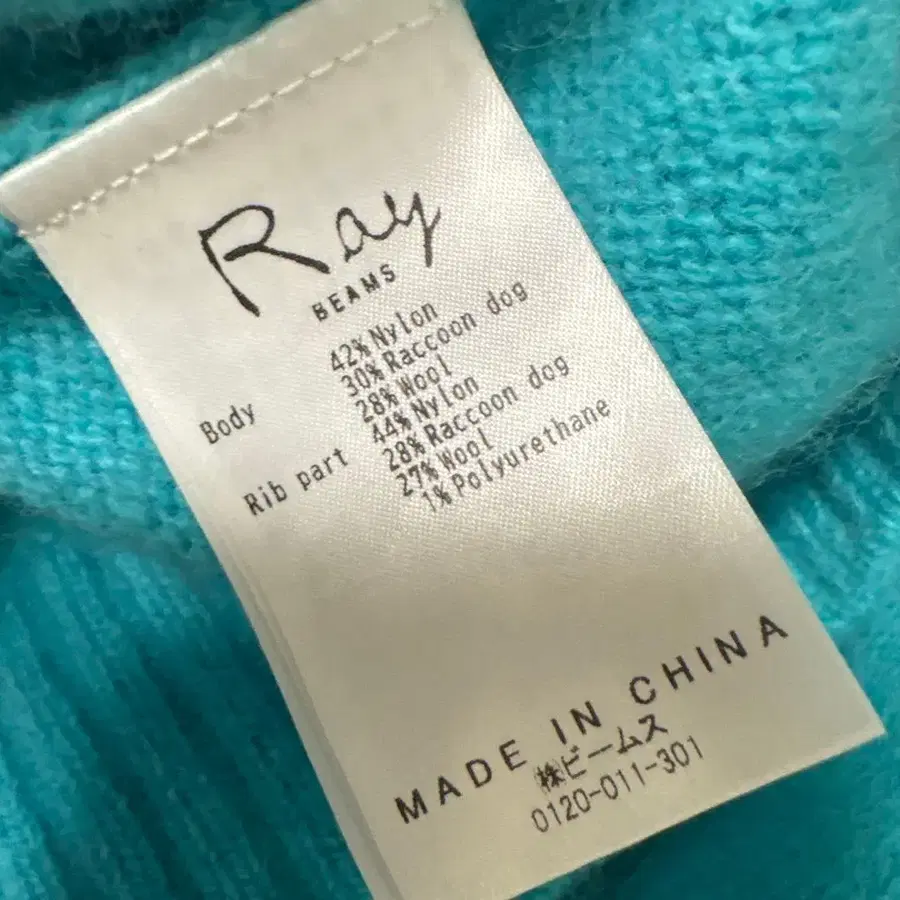 Ray
BEAMS
Body 42% Nylon
30% Raccoon dog
28% Wool
Rib part 44% Nylon
28% Raccoon dog
27% Wool
1% Polyurethane
MADE IN CHINA
㈱ビームス
0120-011-301